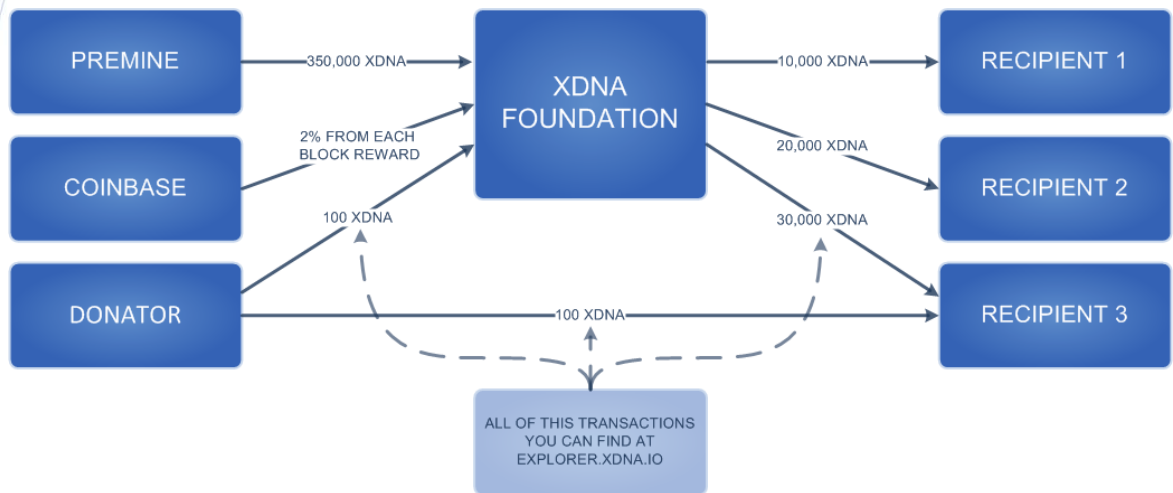 PREMINE
350,000 XDNA
XDNA
FOUNDATION
10,000 XDNA
RECIPIENT 1
2% FROM EACH
BLOCK REWARD
COINBASE
20,000 XDNA
RECIPIENT 2
100 XDNA
30,000 XDNA
DONATOR
100 XDNA
RECIPIENT 3
ALL OF THIS TRANSACTIONS
YOU CAN FIND AT
EXPLORER.XDNA.IO